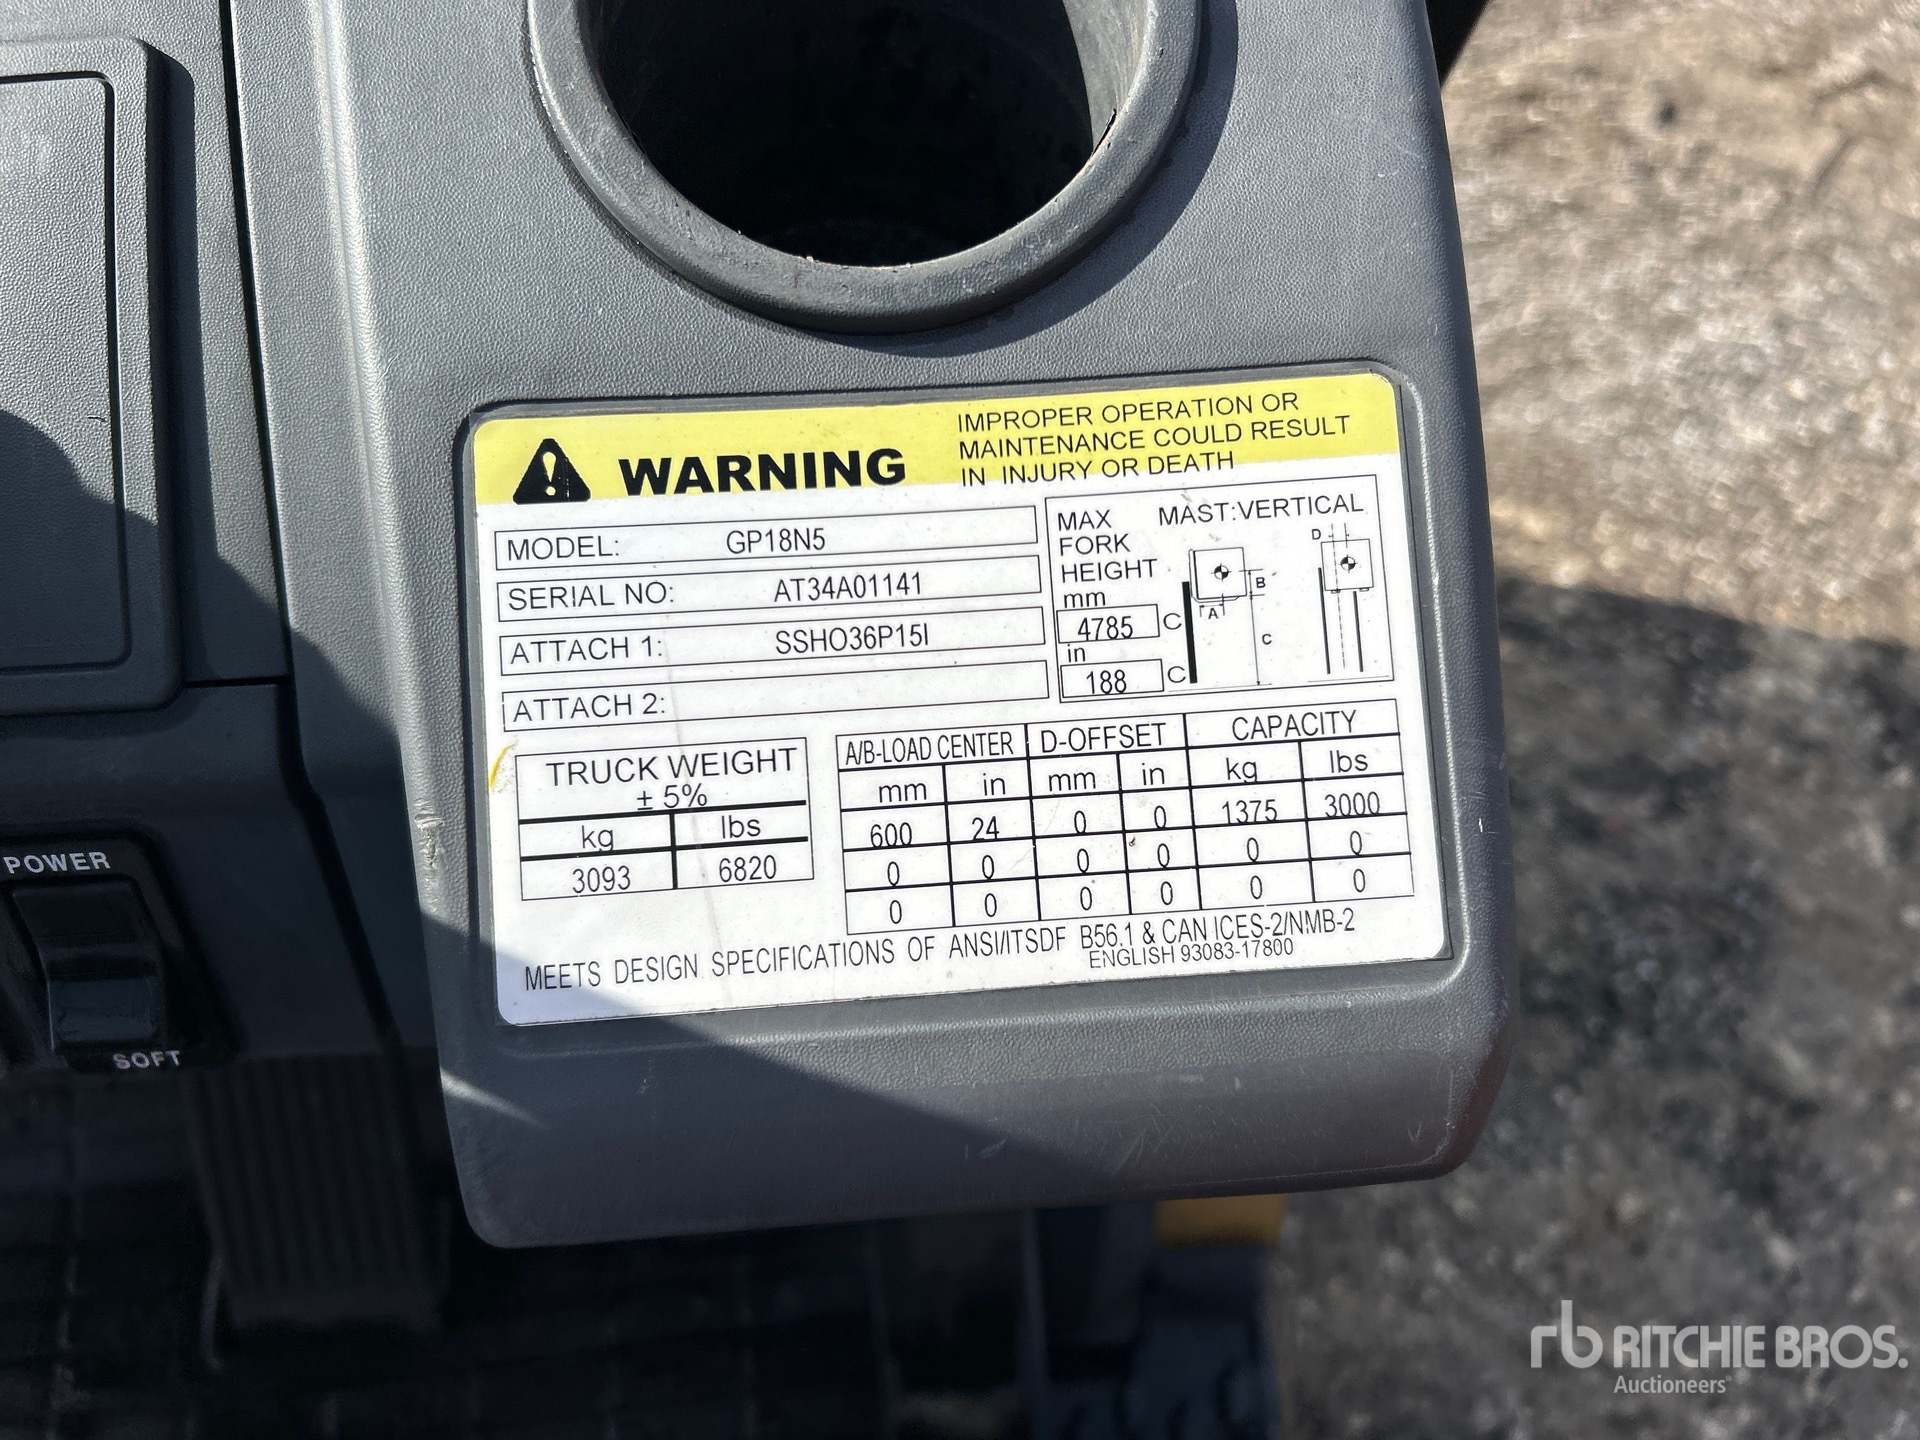 WARNING
IMPROPER OPERATION OR
MAINTENANCE COULD RESULT
IN INJURY OR DEATH
MODEL: GP18N5
SERIAL NO: AT34A01141
ATTACH 1: SSHO36P15I
ATTACH 2:
MAX FORK HEIGHT
MAST:VERTICAL
mm
4785 C
in
188 C
A
B
C
D
TRUCK WEIGHT
± 5%
kg lbs
3093 6820
A/B-LOAD CENTER D-OFFSET CAPACITY
mm in mm in kg lbs
600 24 0 0 1375 3000
0 0 0 0 0 0
0 0 0 0 0 0
MEETS DESIGN SPECIFICATIONS OF ANSI/ITSDF B56.1 & CAN ICES-2/NMB-2
ENGLISH 93083-17800
POWER
SOFT
rb RITCHIE BROS.
Auctioneers